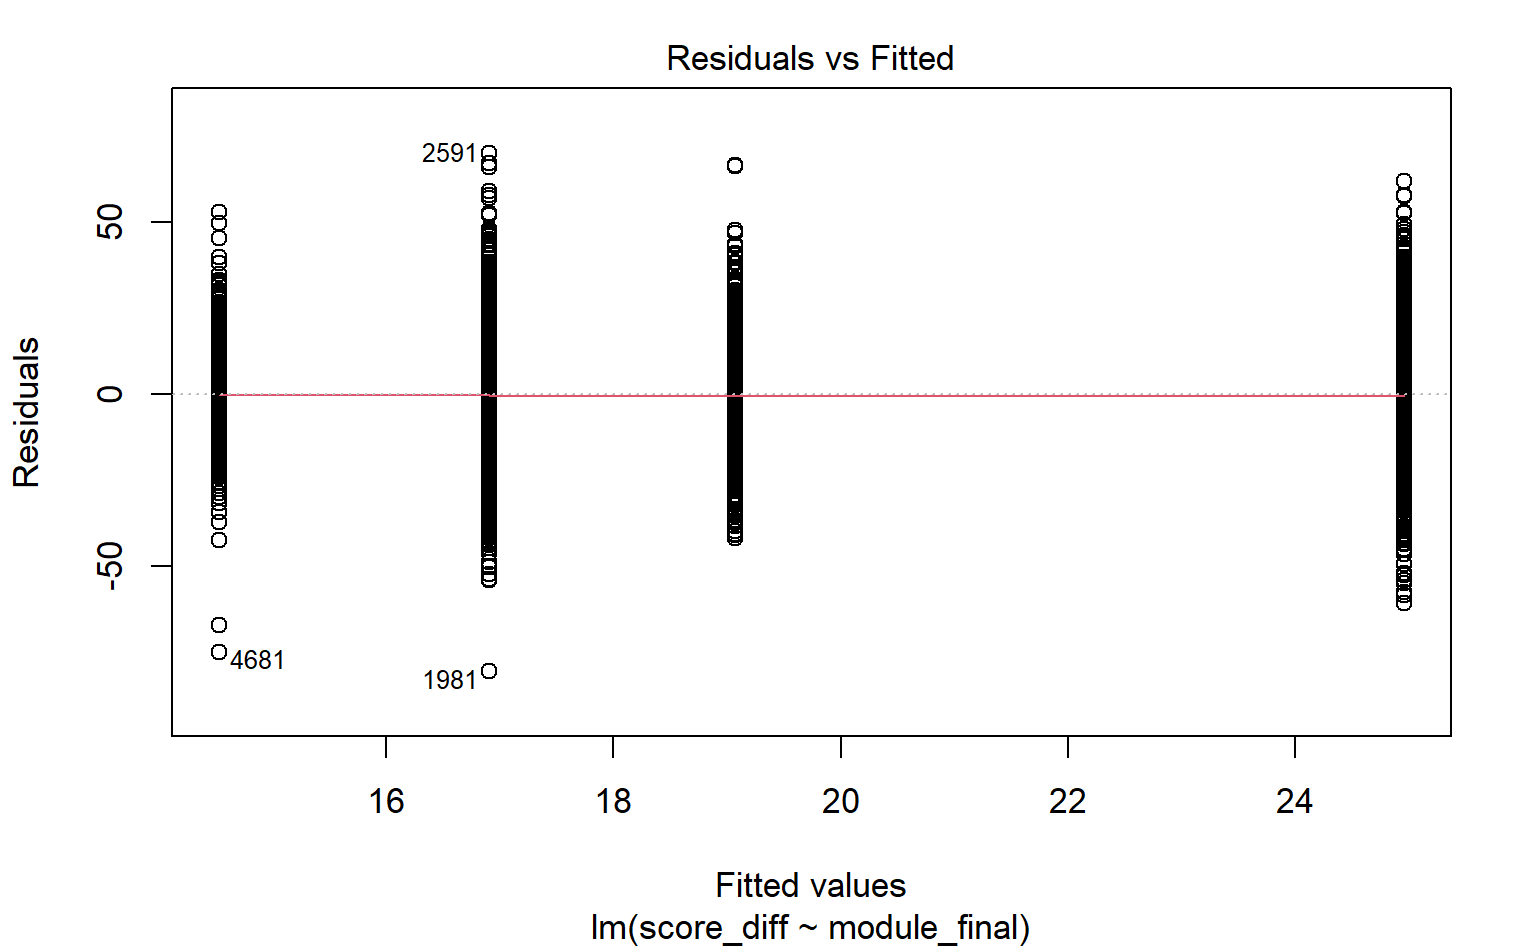 Residuals vs Fitted
2591
4681
1981
50
0
-50
Residuals
16 18 20 22 24
Fitted values
lm(score_diff ~ module_final)